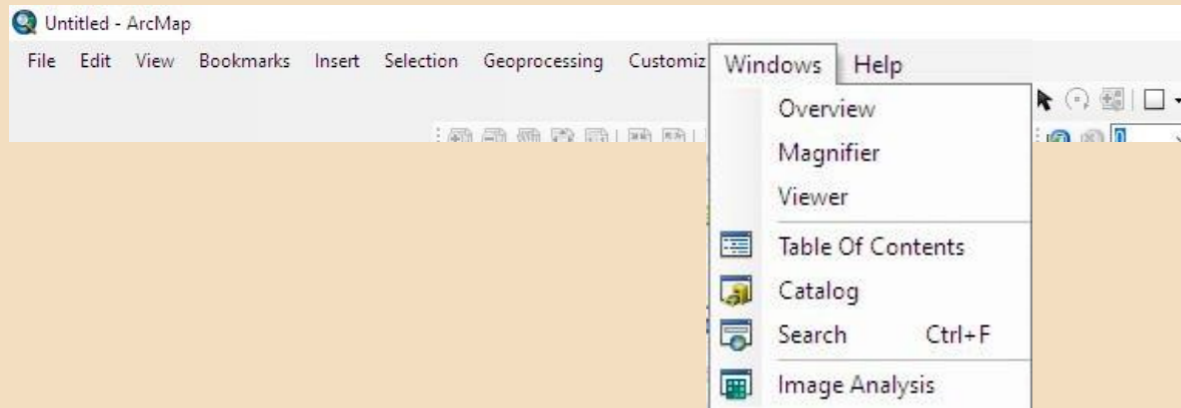 Untitled - ArcMap
File Edit View Bookmarks Insert Selection Geoprocessing Customiz Windows Help
Overview
Magnifier
Viewer
Table Of Contents
Catalog
Search Ctrl+F
Image Analysis